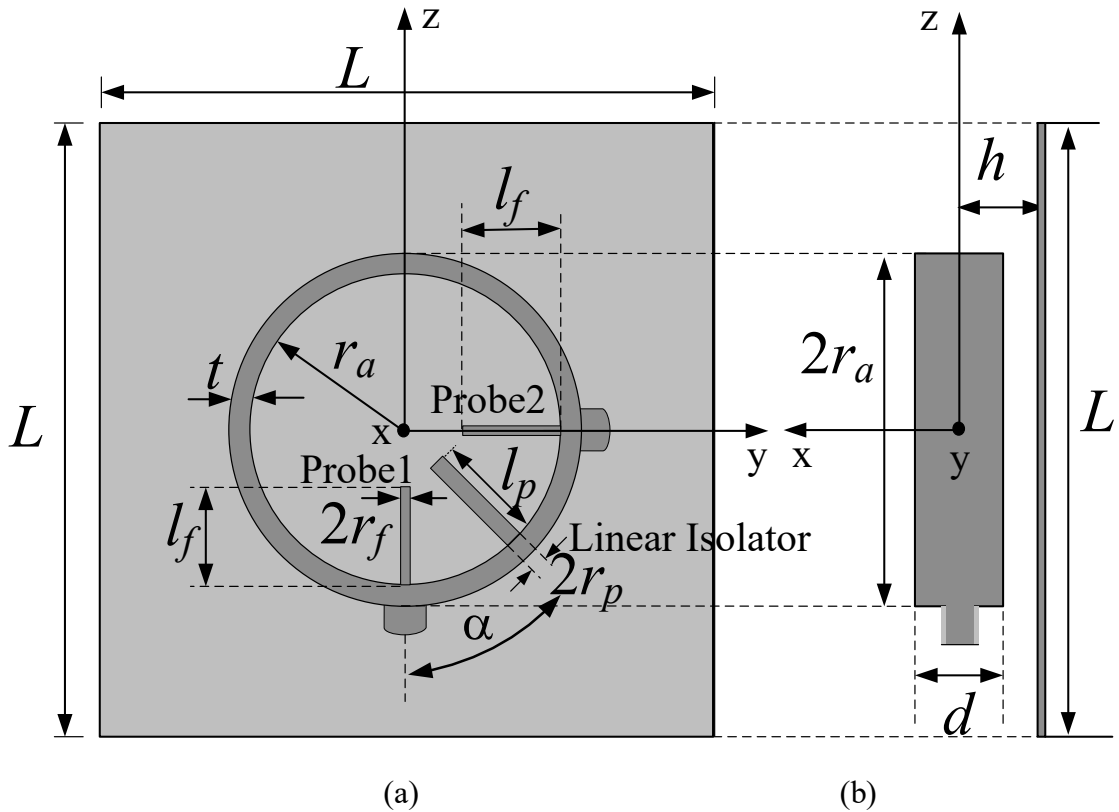 z
z
L
h
l_f
r_a
t
2r_a
Probe2
L
x
y
x
y
L
Probe1
l_p
l_f
2r_f
Linear Isolator
2r_p
α
d
(a)
(b)